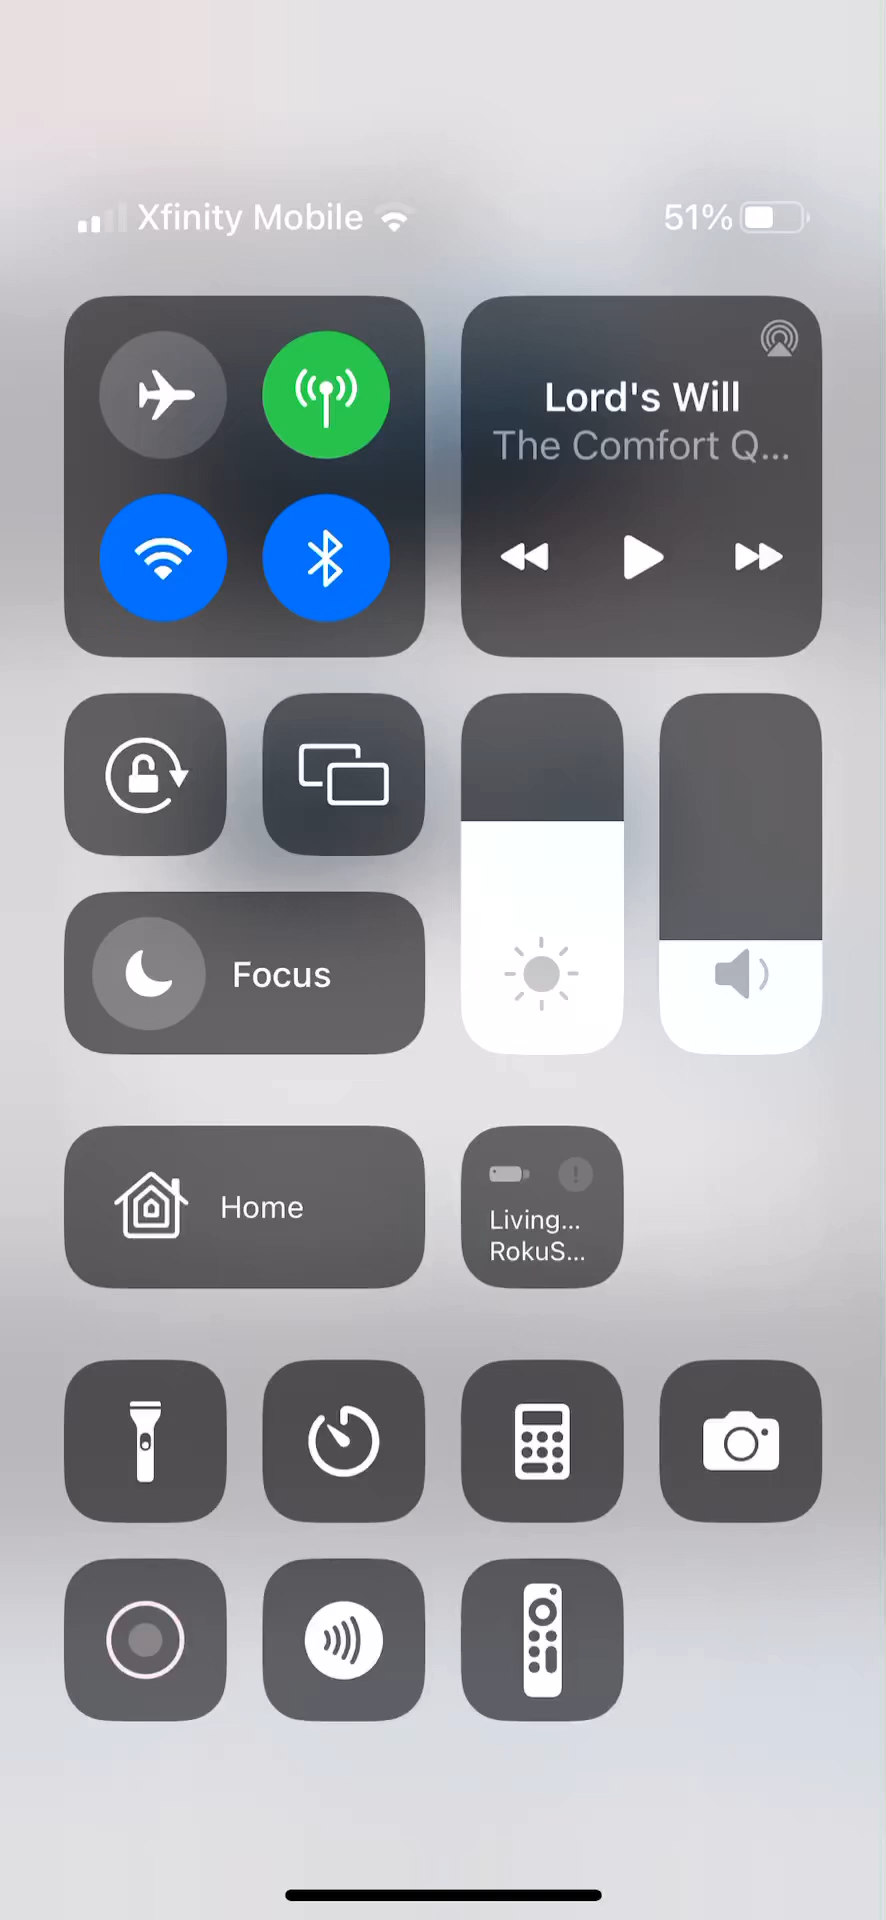 Xfinity Mobile
51%
Lord's Will
The Comfort Q...
Focus
Home
Living...
RokuS...